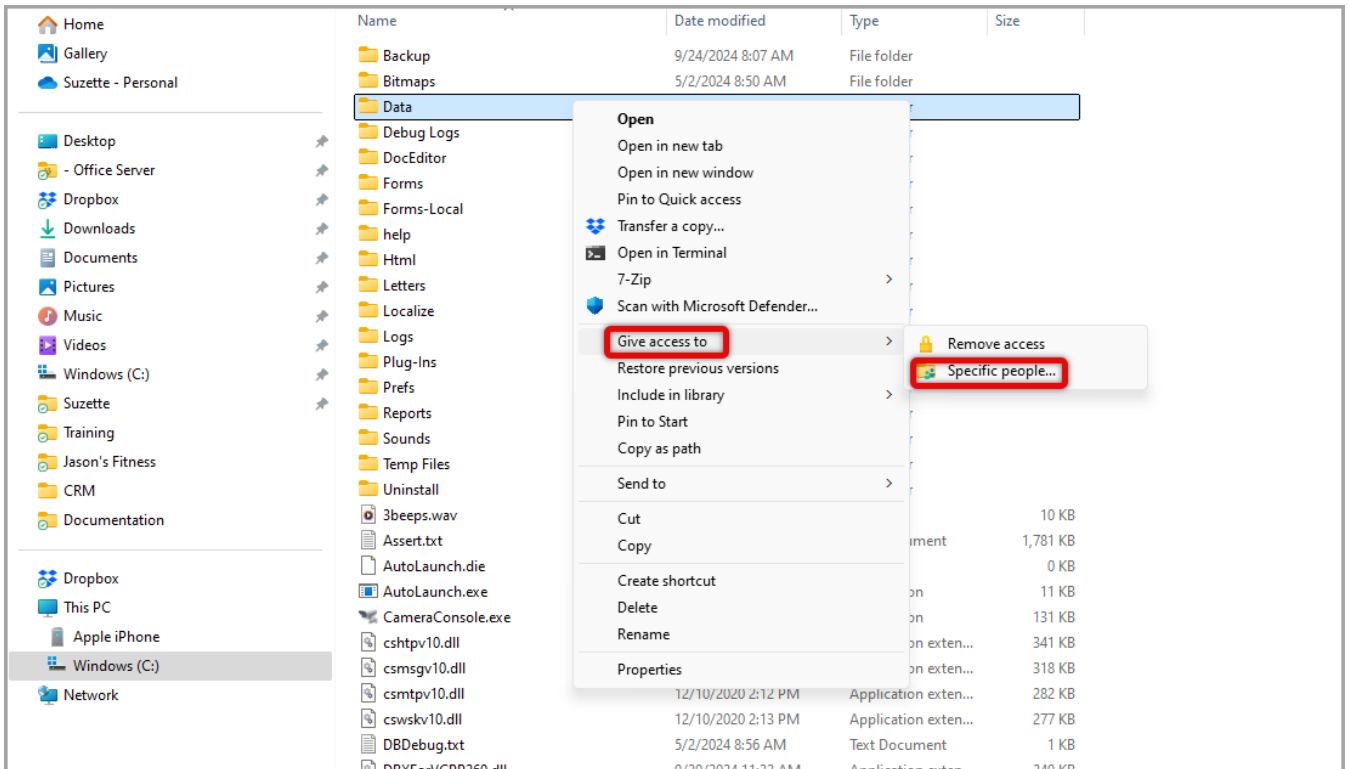 Home
Gallery
Suzette - Personal
Desktop
- Office Server
Dropbox
Downloads
Documents
Pictures
Music
Videos
Windows (C:)
Suzette
Training
Jason's Fitness
CRM
Documentation
Dropbox
This PC
Apple iPhone
Windows (C:)
Network
Name Date modified Type Size
Backup 9/24/2024 8:07 AM File folder
Bitmaps 5/2/2024 8:50 AM File folder
Data
Debug Logs
DocEditor
Forms
Forms-Local
help
Html
Letters
Localize
Logs
Plug-Ins
Prefs
Reports
Sounds
Temp Files
Uninstall
3beeps.wav 10 KB
Assert.txt 1,781 KB
AutoLaunch.die 0 KB
AutoLaunch.exe 11 KB
CameraConsole.exe 131 KB
cshtpv10.dll exten... 341 KB
csmsgv10.dll exten... 318 KB
csmtpv10.dll 12/10/2020 2:12 PM Application exten... 282 KB
cswskv10.dll 12/10/2020 2:13 PM Application exten... 277 KB
DBDebug.txt 5/2/2024 8:56 AM Text Document 1 KB
Open
Open in new tab
Open in new window
Pin to Quick access
Transfer a copy...
Open in Terminal
7-Zip
Scan with Microsoft Defender...
Give access to
Restore previous versions
Include in library
Pin to Start
Copy as path
Send to
Cut
Copy
Create shortcut
Delete
Rename
Properties
Remove access
Specific people...